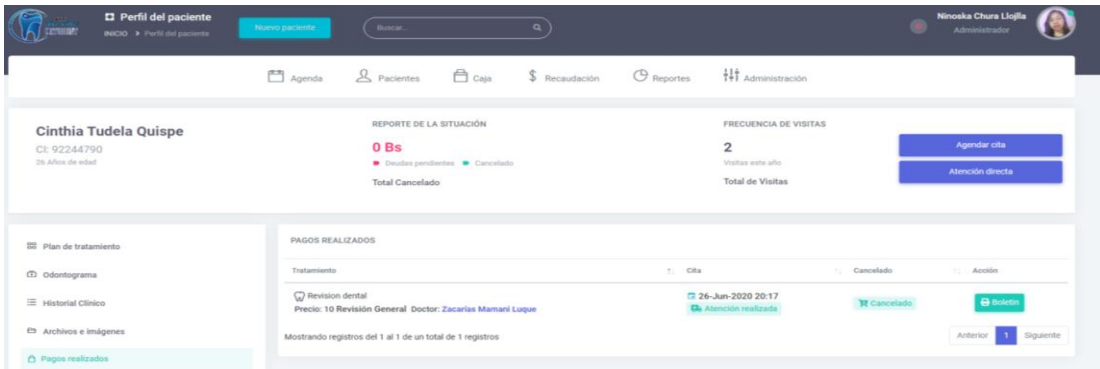 Perfil del paciente
INICIO > Perfil del paciente
Nuevo paciente
Buscar...
Ninoska Chura Llojlla
Administrador
Agenda
Pacientes
Caja
$ Recaudación
Reportes
Administración
Cinthia Tudela Quispe
CI: 92244790
26 Años de edad
REPORTE DE LA SITUACIÓN
0 Bs
Deudas pendientes
Cancelado
Total Cancelado
FRECUENCIA DE VISITAS
2
Visitas este año
Total de Visitas
Agendar cita
Atención directa
Plan de tratamiento
Odontograma
Historial Clínico
Archivos e imágenes
Pagos realizados
PAGOS REALIZADOS
Tratamiento
Cita
Cancelado
Acción
Revision dental
Precio: 10 Revisión General Doctor: Zacarías Mamani Luque
26-Jun-2020 20:17
Atención realizada
Cancelado
Boletin
Mostrando registros del 1 al 1 de un total de 1 registros
Anterior
1
Siguiente